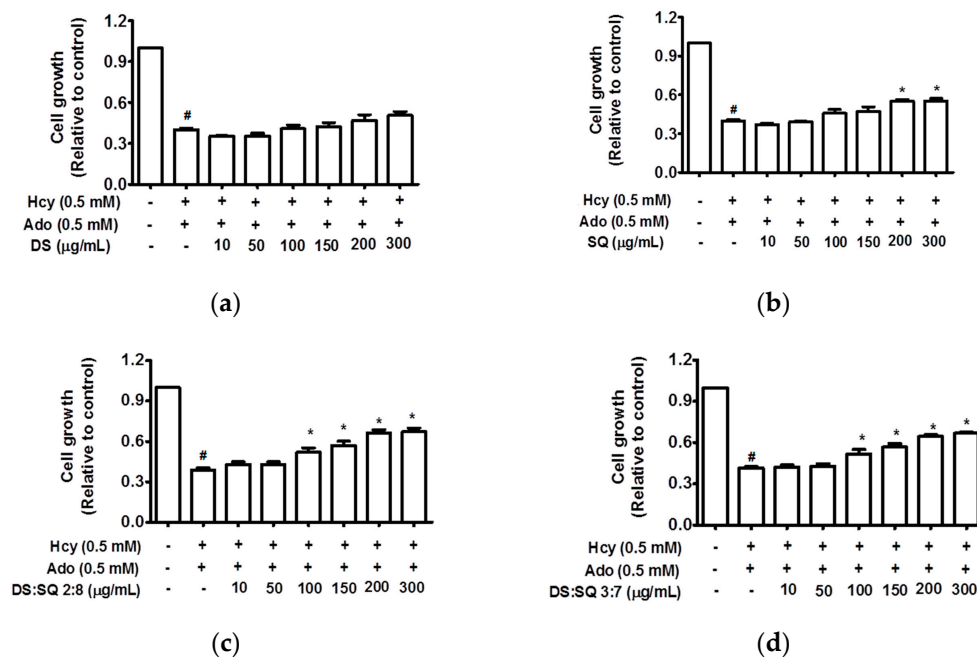 Cell growth
(Relative to control)
1.2
0.9
0.6
0.3
0.0
#
Hcy (0.5 mM) - + + + + + + +
Ado (0.5 mM) - + + + + + + +
DS (μg/mL) - - 10 50 100 150 200 300
(a)
Cell growth
(Relative to control)
1.2
0.9
0.6
0.3
0.0
# * *
Hcy (0.5 mM) - + + + + + + +
Ado (0.5 mM) - + + + + + + +
SQ (μg/mL) - - 10 50 100 150 200 300
(b)
Cell growth
(Relative to control)
1.2
0.9
0.6
0.3
0.0
# * * * *
Hcy (0.5 mM) - + + + + + + +
Ado (0.5 mM) - + + + + + + +
DS:SQ 2:8 (μg/mL) - - 10 50 100 150 200 300
(c)
Cell growth
(Relative to control)
1.2
0.9
0.6
0.3
0.0
# * * * *
Hcy (0.5 mM) - + + + + + + +
Ado (0.5 mM) - + + + + + + +
DS:SQ 3:7 (μg/mL) - - 10 50 100 150 200 300
(d)